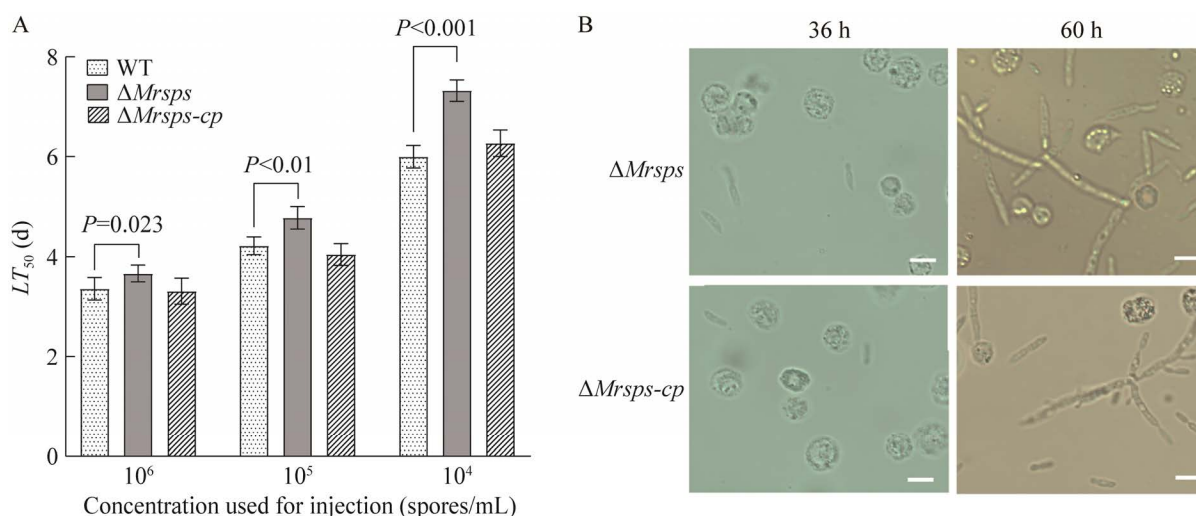 A
8
6
4
2
0
LT₅₀ (d)
WT
ΔMrsps
ΔMrsps-cp
P=0.023
P<0.01
P<0.001
10⁶
10⁵
10⁴
Concentration used for injection (spores/mL)
B
36 h
60 h
ΔMrsps
ΔMrsps-cp